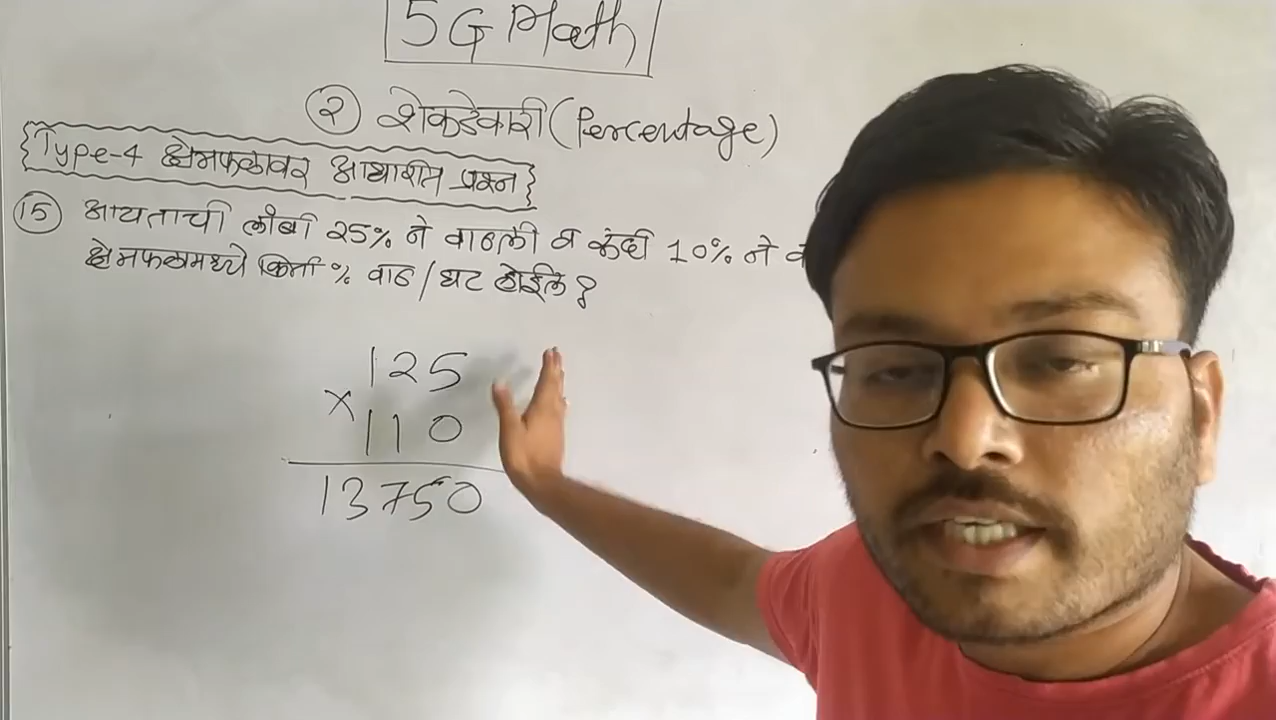 5G Math
२ शेकडेकारी (Percentage)
Type-4 क्षेत्रफळावर आधारित प्रश्न
15 आयताची लांबी 25% ने वाढली व रुंदी 10% ने
क्षेत्रफळामध्ये किती % वाढ / घट होईल ?
125
×
110
13750